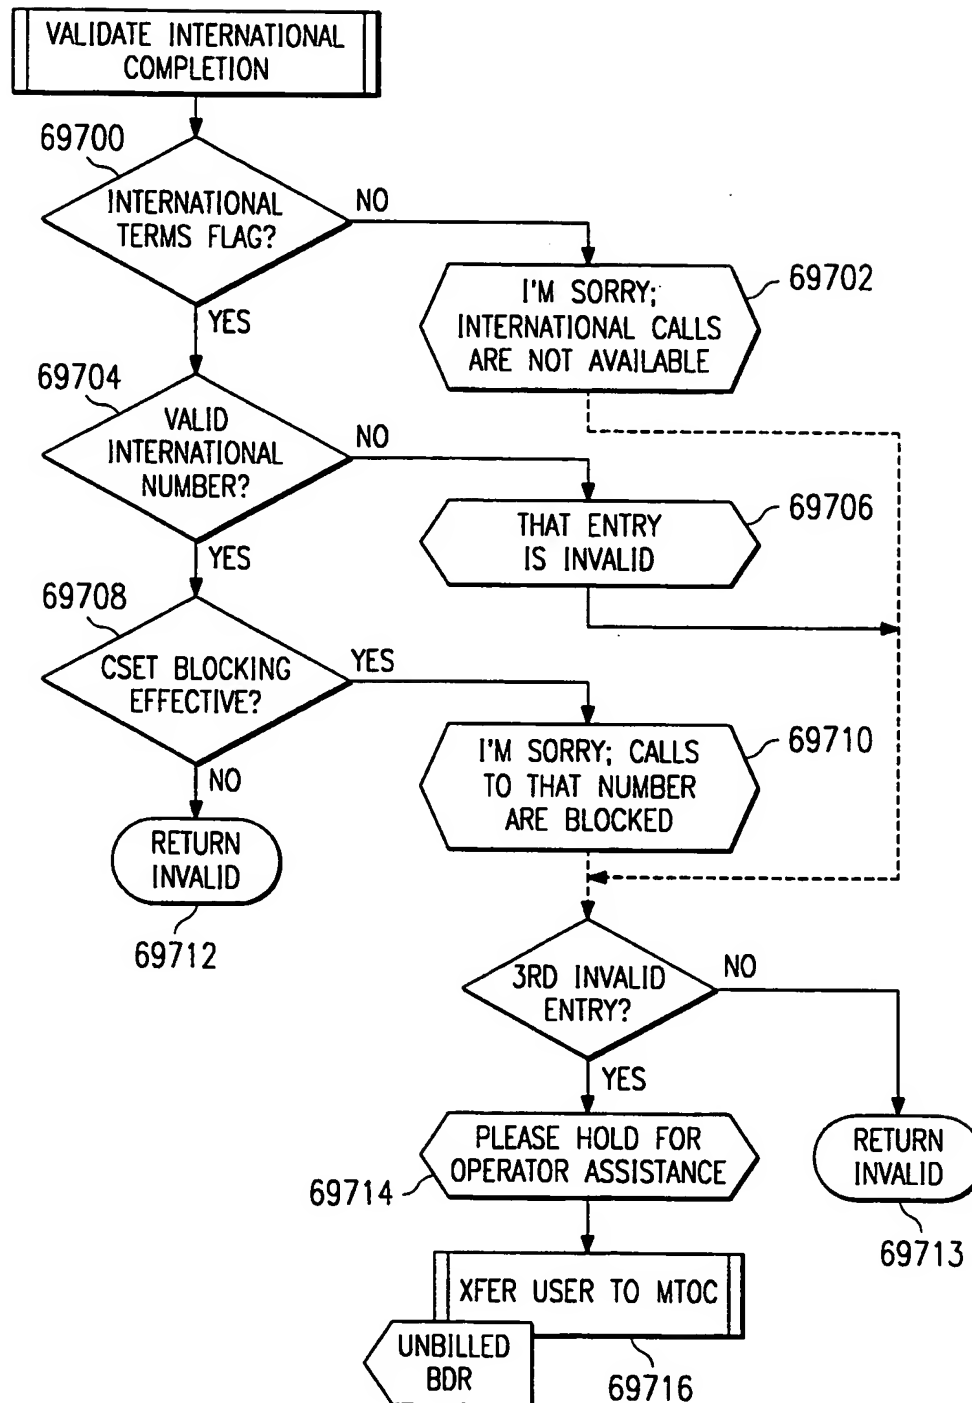 VALIDATE INTERNATIONAL
COMPLETION
69700
INTERNATIONAL
TERMS FLAG?
NO
YES
I'M SORRY;
INTERNATIONAL CALLS
ARE NOT AVAILABLE
69702
69704
VALID
INTERNATIONAL
NUMBER?
NO
YES
THAT ENTRY
IS INVALID
69706
69708
CSET BLOCKING
EFFECTIVE?
YES
NO
I'M SORRY; CALLS
TO THAT NUMBER
ARE BLOCKED
69710
RETURN
INVALID
69712
3RD INVALID
ENTRY?
NO
YES
PLEASE HOLD FOR
OPERATOR ASSISTANCE
69714
RETURN
INVALID
69713
XFER USER TO MTOC
UNBILLED
BDR
69716